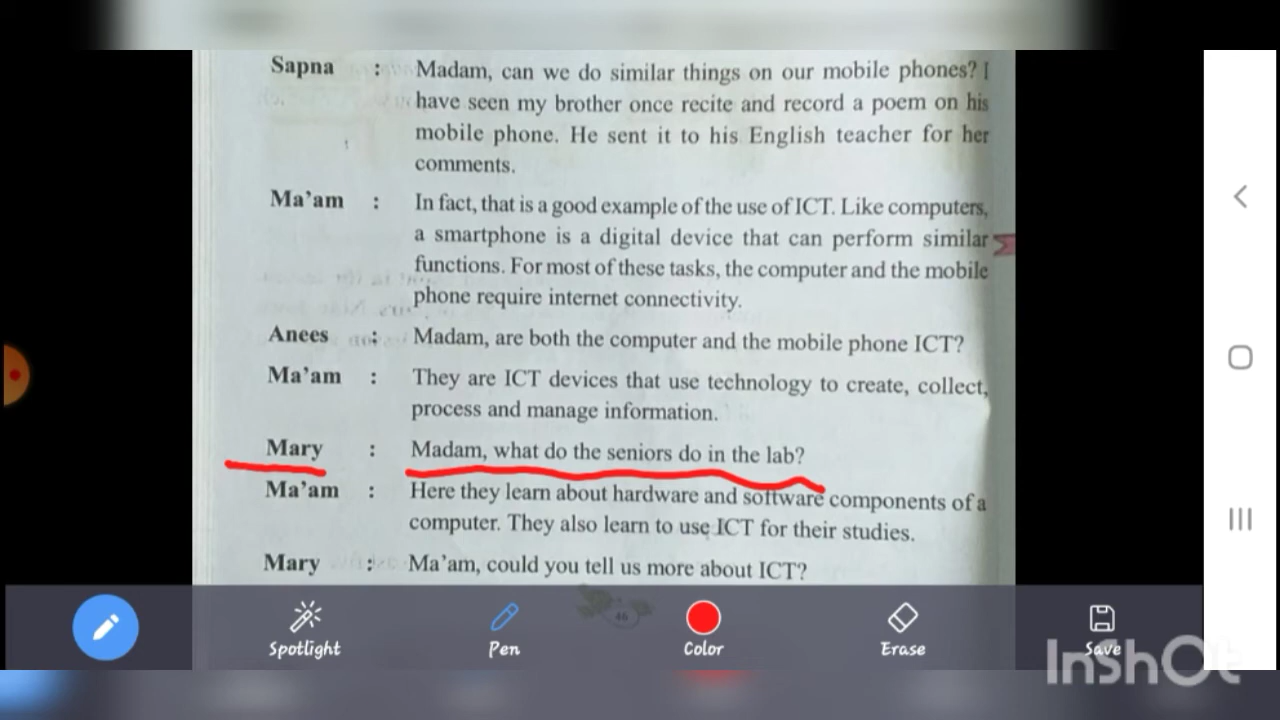 Sapna : Madam, can we do similar things on our mobile phones? I
have seen my brother once recite and record a poem on his
mobile phone. He sent it to his English teacher for her
comments.
Ma'am : In fact, that is a good example of the use of ICT. Like computers,
a smartphone is a digital device that can perform similar
functions. For most of these tasks, the computer and the mobile
phone require internet connectivity.
Anees : Madam, are both the computer and the mobile phone ICT?
Ma'am : They are ICT devices that use technology to create, collect,
process and manage information.
Mary : Madam, what do the seniors do in the lab?
Ma'am : Here they learn about hardware and software components of a
computer. They also learn to use ICT for their studies.
Mary : Ma'am, could you tell us more about ICT?
46
Spotlight Pen Color Erase Save
InShOt